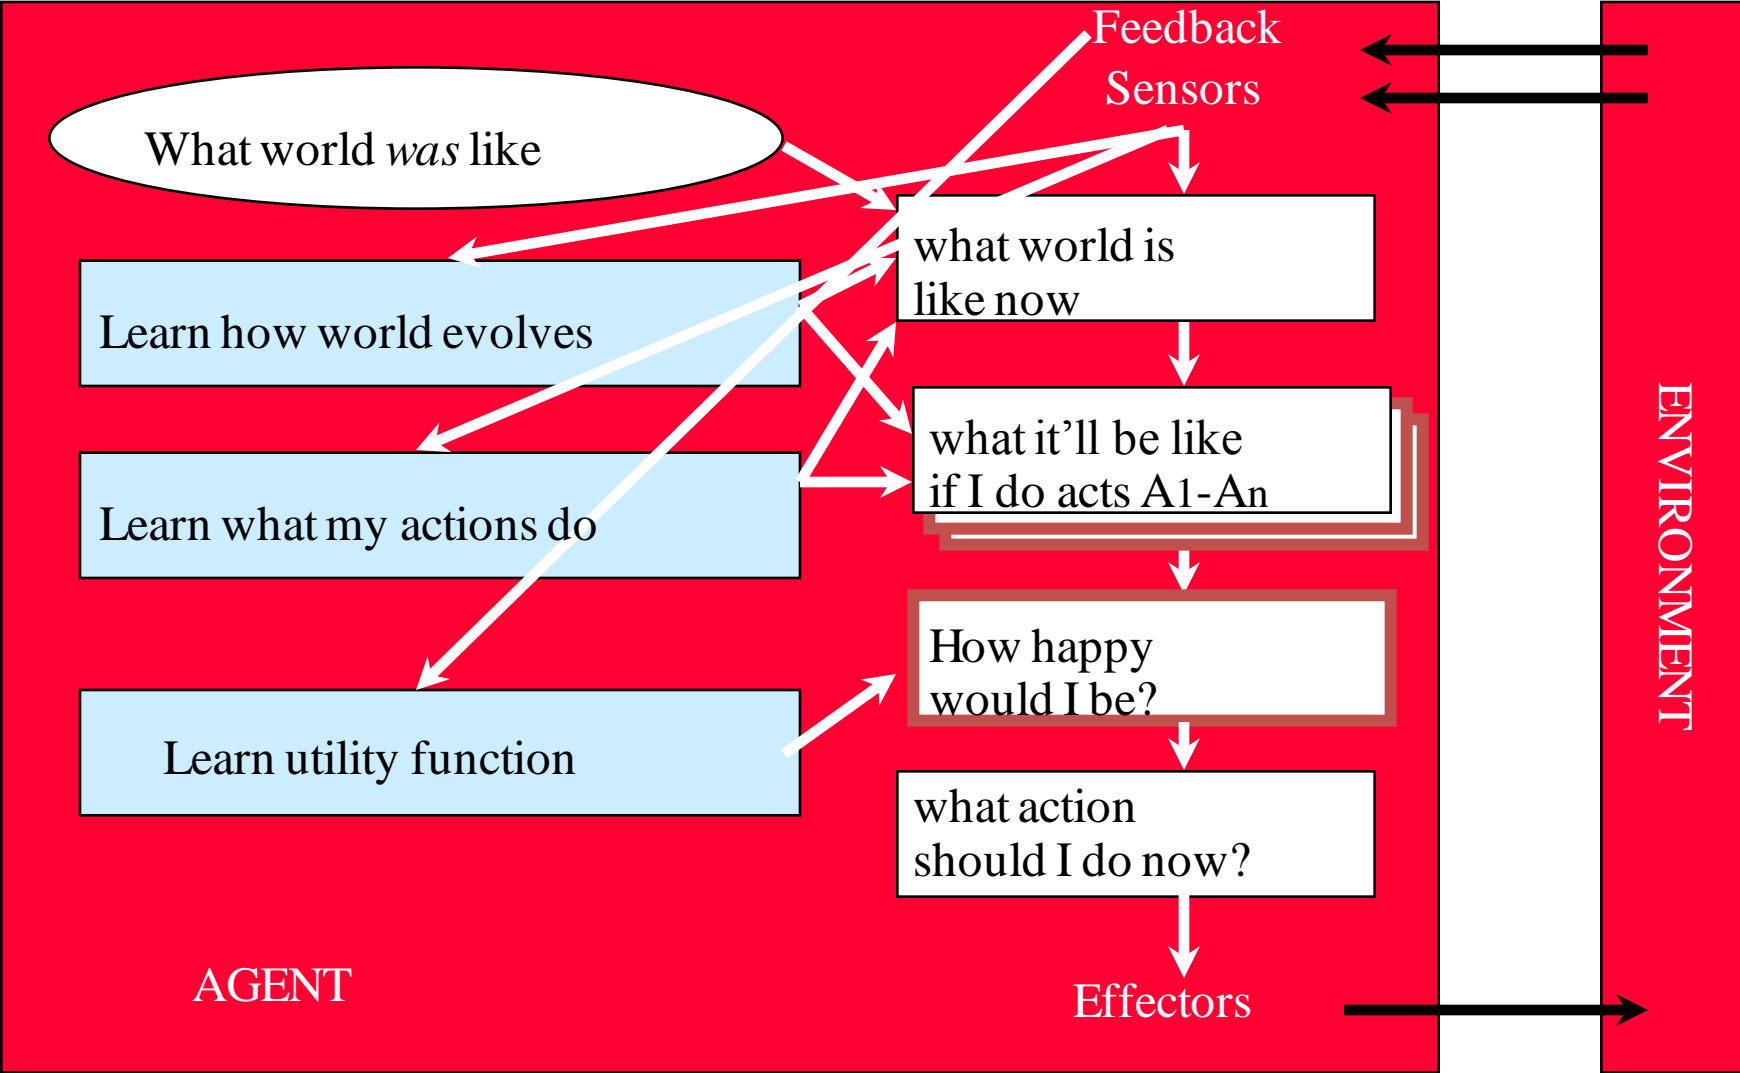 Feedback
Sensors
What world was like
what world is
like now
Learn how world evolves
what it’ll be like
if I do acts A1-An
Learn what my actions do
How happy
would I be?
Learn utility function
what action
should I do now?
AGENT
Effectors
ENVIRONMENT